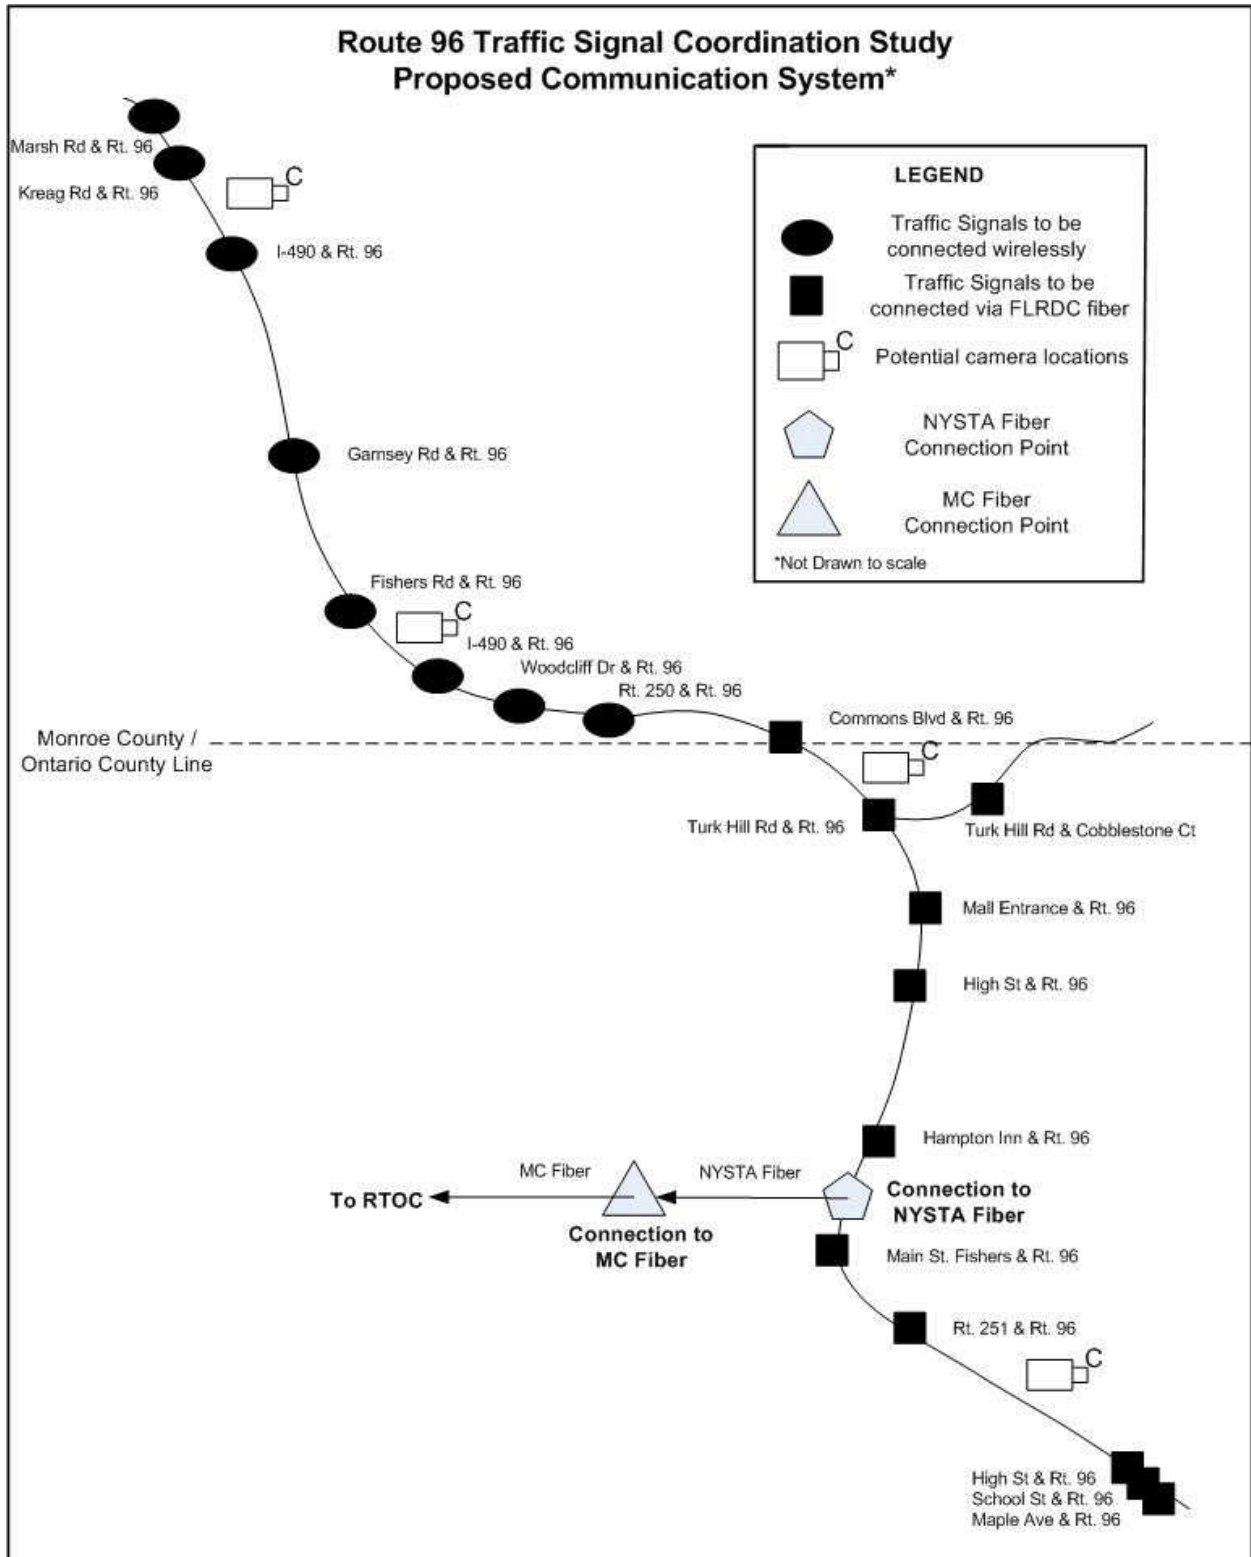 Route 96 Traffic Signal Coordination Study
Proposed Communication System*
Marsh Rd & Rt. 96
Kreag Rd & Rt. 96
C
I-490 & Rt. 96
LEGEND
Traffic Signals to be
connected wirelessly
Traffic Signals to be
connected via FLRDC fiber
C
Potential camera locations
NYSTA Fiber
Connection Point
MC Fiber
Connection Point
*Not Drawn to scale
Garnsey Rd & Rt. 96
Fishers Rd & Rt. 96
C
I-490 & Rt. 96
Woodcliff Dr & Rt. 96
Rt. 250 & Rt. 96
Commons Blvd & Rt. 96
Monroe County /
Ontario County Line
C
Turk Hill Rd & Rt. 96
Turk Hill Rd & Cobblestone Ct
Mall Entrance & Rt. 96
High St & Rt. 96
Hampton Inn & Rt. 96
MC Fiber
NYSTA Fiber
To RTOC
Connection to
NYSTA Fiber
Connection to
MC Fiber
Main St. Fishers & Rt. 96
Rt. 251 & Rt. 96
C
High St & Rt. 96
School St & Rt. 96
Maple Ave & Rt. 96